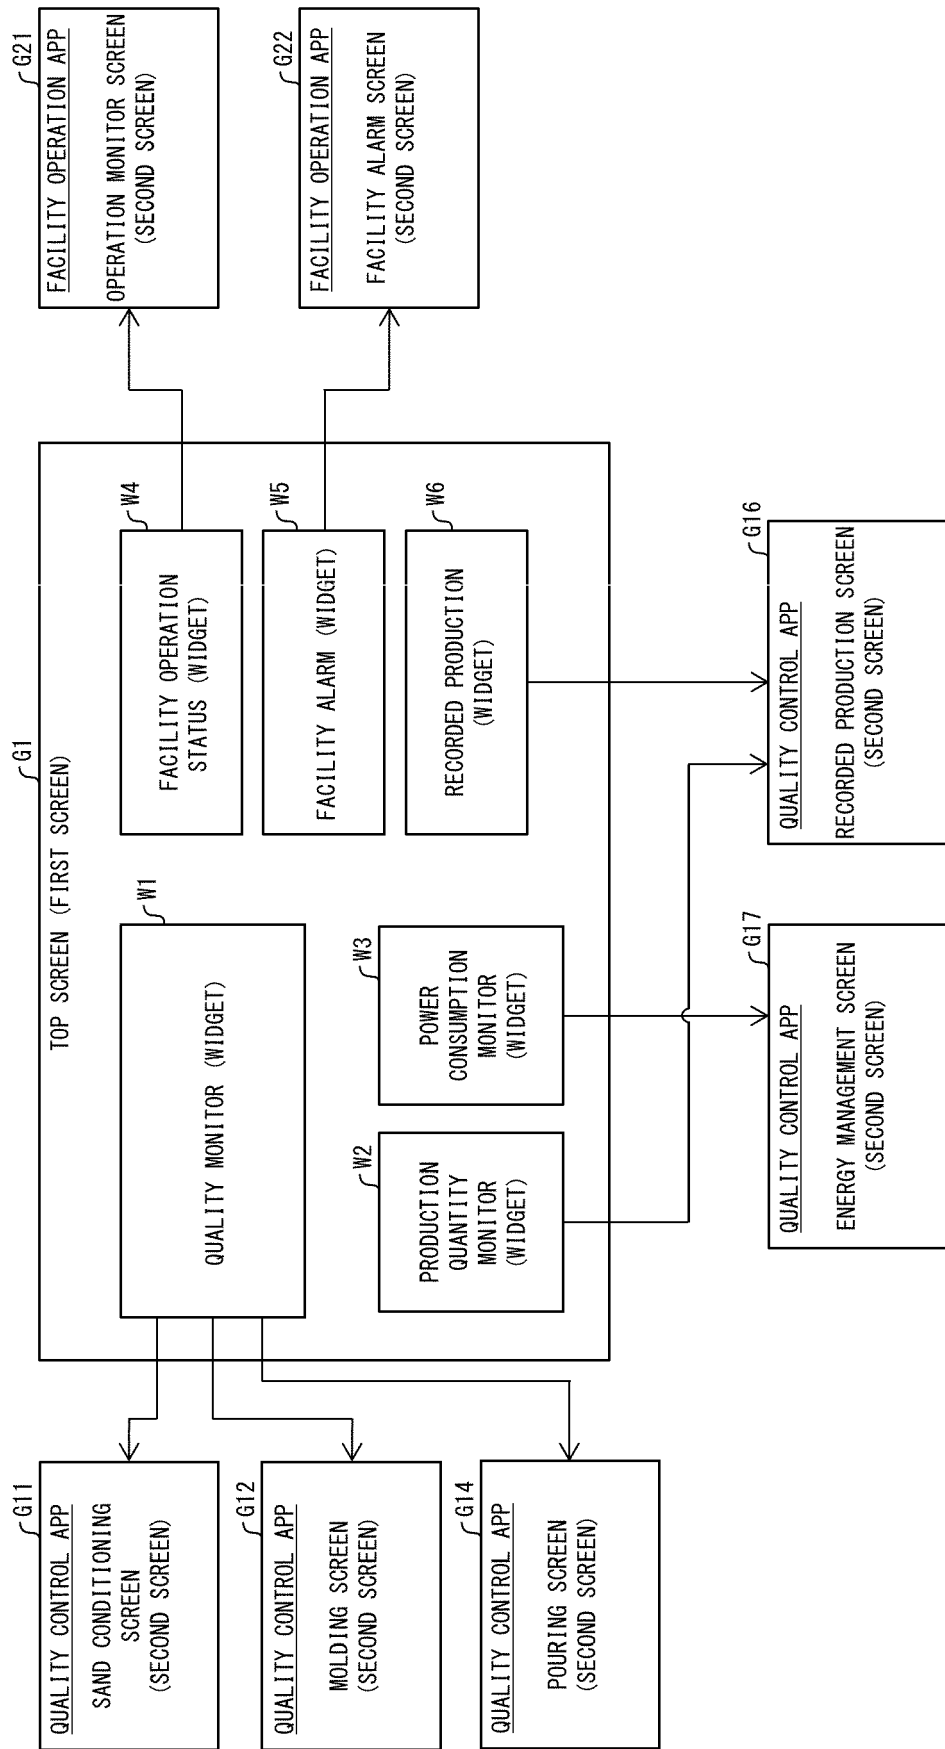 G1
TOP SCREEN (FIRST SCREEN)
G11
QUALITY CONTROL APP
SAND CONDITIONING
SCREEN
(SECOND SCREEN)
G12
QUALITY CONTROL APP
MOLDING SCREEN
(SECOND SCREEN)
G14
QUALITY CONTROL APP
POURING SCREEN
(SECOND SCREEN)
W1
QUALITY MONITOR (WIDGET)
W2
PRODUCTION
QUANTITY
MONITOR
(WIDGET)
W3
POWER
CONSUMPTION
MONITOR
(WIDGET)
W4
FACILITY OPERATION
STATUS (WIDGET)
W5
FACILITY ALARM (WIDGET)
W6
RECORDED PRODUCTION
(WIDGET)
G21
FACILITY OPERATION APP
OPERATION MONITOR SCREEN
(SECOND SCREEN)
G22
FACILITY OPERATION APP
FACILITY ALARM SCREEN
(SECOND SCREEN)
G17
QUALITY CONTROL APP
ENERGY MANAGEMENT SCREEN
(SECOND SCREEN)
G16
QUALITY CONTROL APP
RECORDED PRODUCTION SCREEN
(SECOND SCREEN)